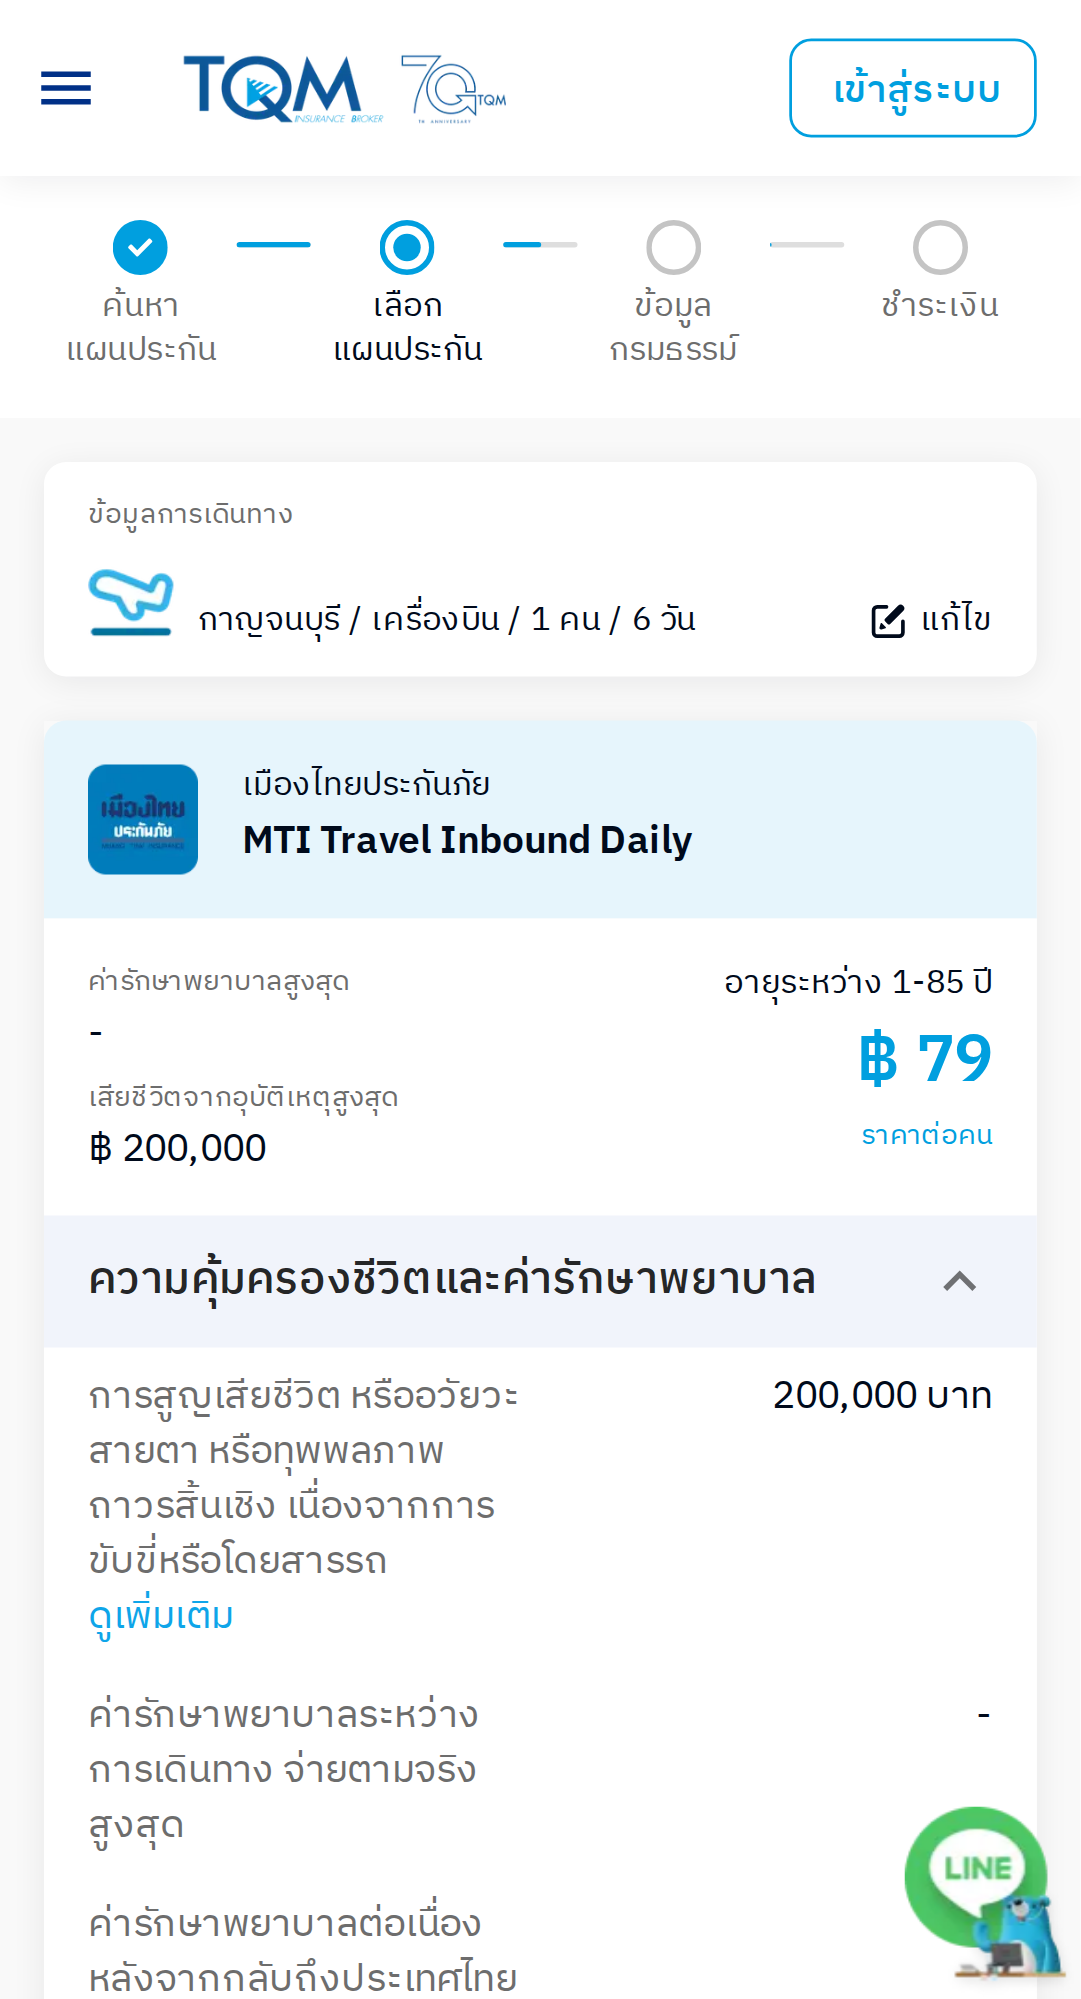 TQM
INSURANCE BROKER
70 TQM
TH ANNIVERSARY
เข้าสู่ระบบ
ค้นหา
แผนประกัน
เลือก
แผนประกัน
ข้อมูล
กรมธรรม์
ชำระเงิน
ข้อมูลการเดินทาง
กาญจนบุรี / เครื่องบิน / 1 คน / 6 วัน
แก้ไข
เมืองไทย
ประกันภัย
เมืองไทยประกันภัย
MTI Travel Inbound Daily
ค่ารักษาพยาบาลสูงสุด
-
เสียชีวิตจากอุบัติเหตุสูงสุด
฿ 200,000
อายุระหว่าง 1-85 ปี
฿ 79
ราคาต่อคน
ความคุ้มครองชีวิตและค่ารักษาพยาบาล
การสูญเสียชีวิต หรืออวัยวะ
200,000 บาท
สายตา หรือทุพพลภาพ
ถาวรสิ้นเชิง เนื่องจากการ
ขับขี่หรือโดยสารรถ
ดูเพิ่มเติม
ค่ารักษาพยาบาลระหว่าง
-
การเดินทาง จ่ายตามจริง
สูงสุด
LINE
ค่ารักษาพยาบาลต่อเนื่อง
หลังจากกลับถึงประเทศไทย